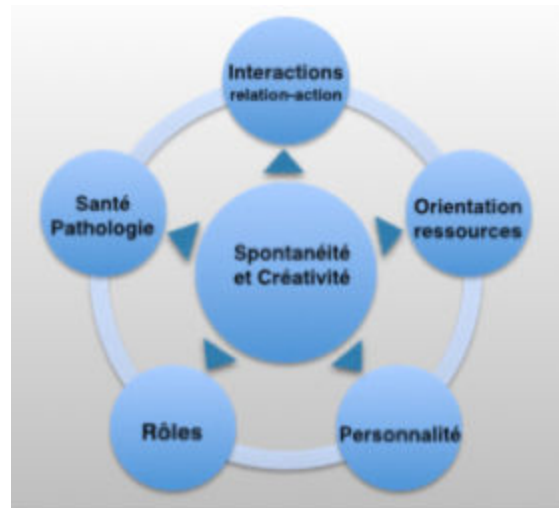 Interactions
relation-action
Orientation
ressources
Personnalité
Rôles
Santé
Pathologie
Spontanéité
et Créativité